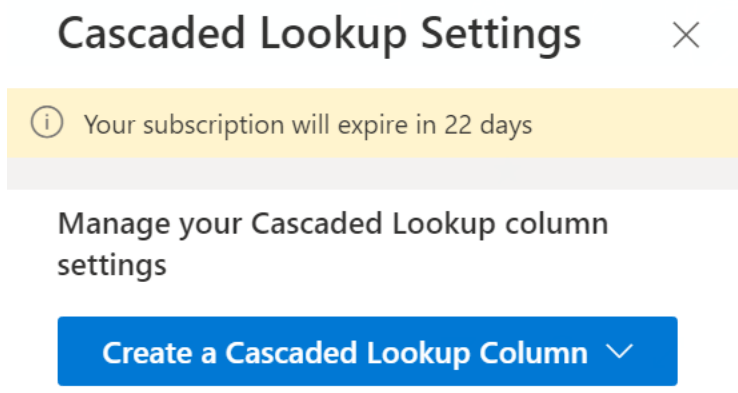 Cascaded Lookup Settings
Your subscription will expire in 22 days
Manage your Cascaded Lookup column
settings
Create a Cascaded Lookup Column